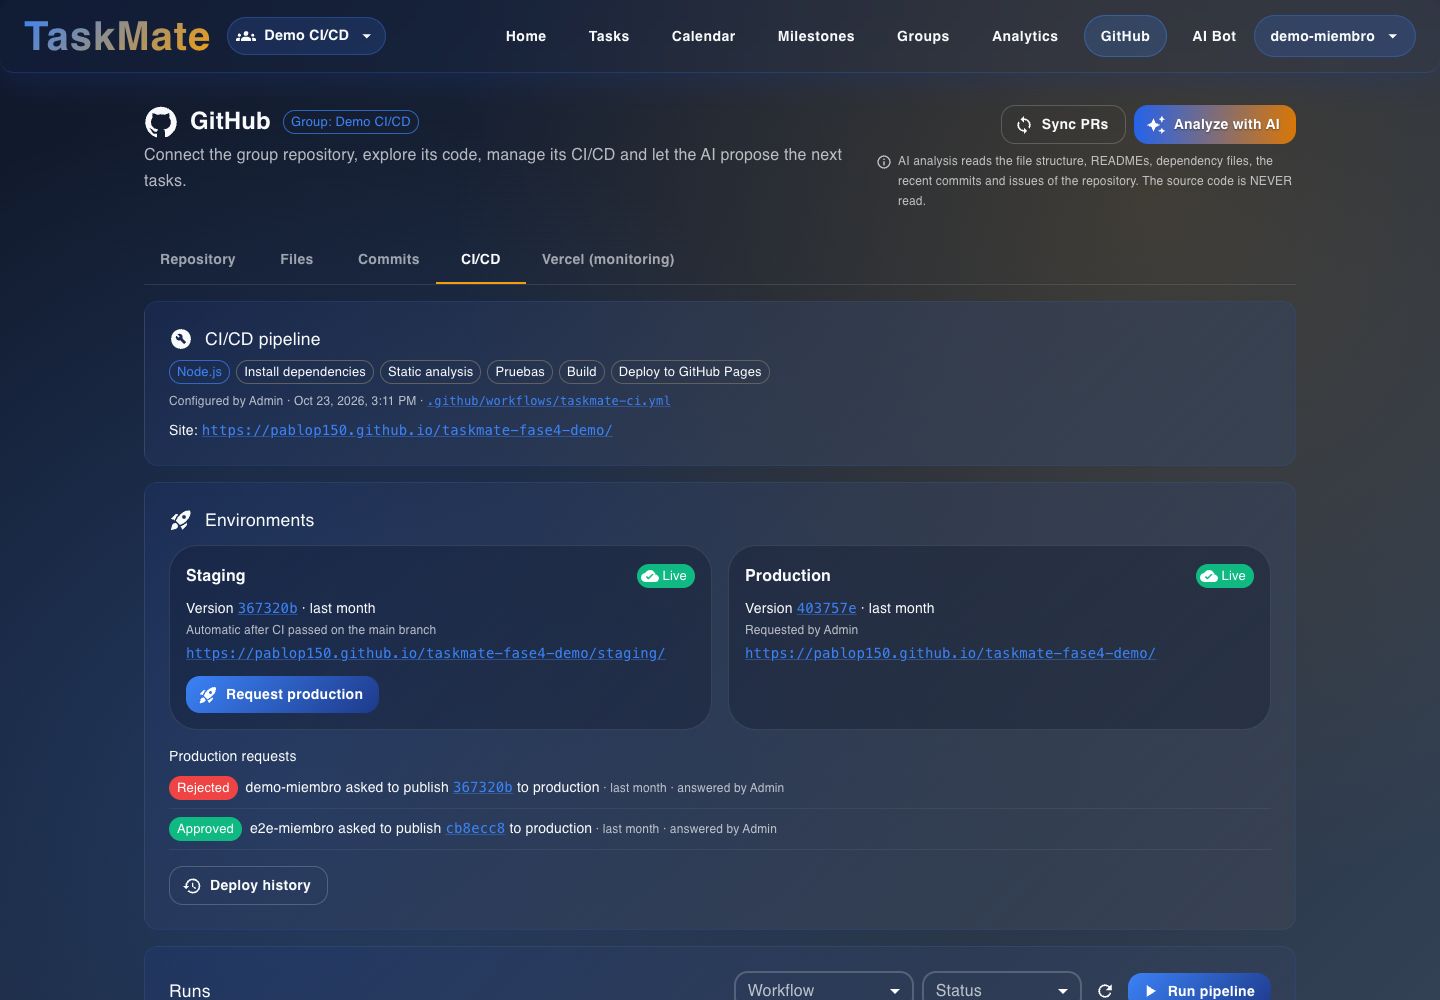 TaskMate
Demo CI/CD
Home
Tasks
Calendar
Milestones
Groups
Analytics
GitHub
AI Bot
demo-miembro
GitHub
Group: Demo CI/CD
Connect the group repository, explore its code, manage its CI/CD and let the AI propose the next
tasks.
Sync PRs
Analyze with AI
AI analysis reads the file structure, READMEs, dependency files, the
recent commits and issues of the repository. The source code is NEVER
read.
Repository
Files
Commits
CI/CD
Vercel (monitoring)
CI/CD pipeline
Node.js
Install dependencies
Static analysis
Pruebas
Build
Deploy to GitHub Pages
Configured by Admin · Oct 23, 2026, 3:11 PM · .github/workflows/taskmate-ci.yml
Site: https://pablop150.github.io/taskmate-fase4-demo/
Environments
Staging
Live
Version 367320b · last month
Automatic after CI passed on the main branch
https://pablop150.github.io/taskmate-fase4-demo/staging/
Request production
Production
Live
Version 403757e · last month
Requested by Admin
https://pablop150.github.io/taskmate-fase4-demo/
Production requests
Rejected demo-miembro asked to publish 367320b to production · last month · answered by Admin
Approved e2e-miembro asked to publish cb8ecc8 to production · last month · answered by Admin
Deploy history
Runs
Workflow
Status
Run pipeline